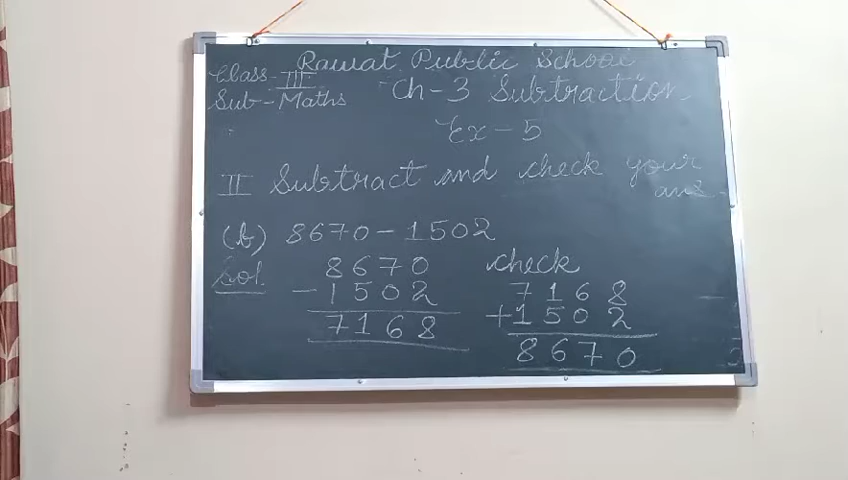 Rawat Public School
Class-III
Sub-Maths
Ch-3 Subtraction
Ex-5
II Subtract and check your
ans.
(b) 8670-1502
Sol.
8670
-1502
7168
check
7168
+1502
8670